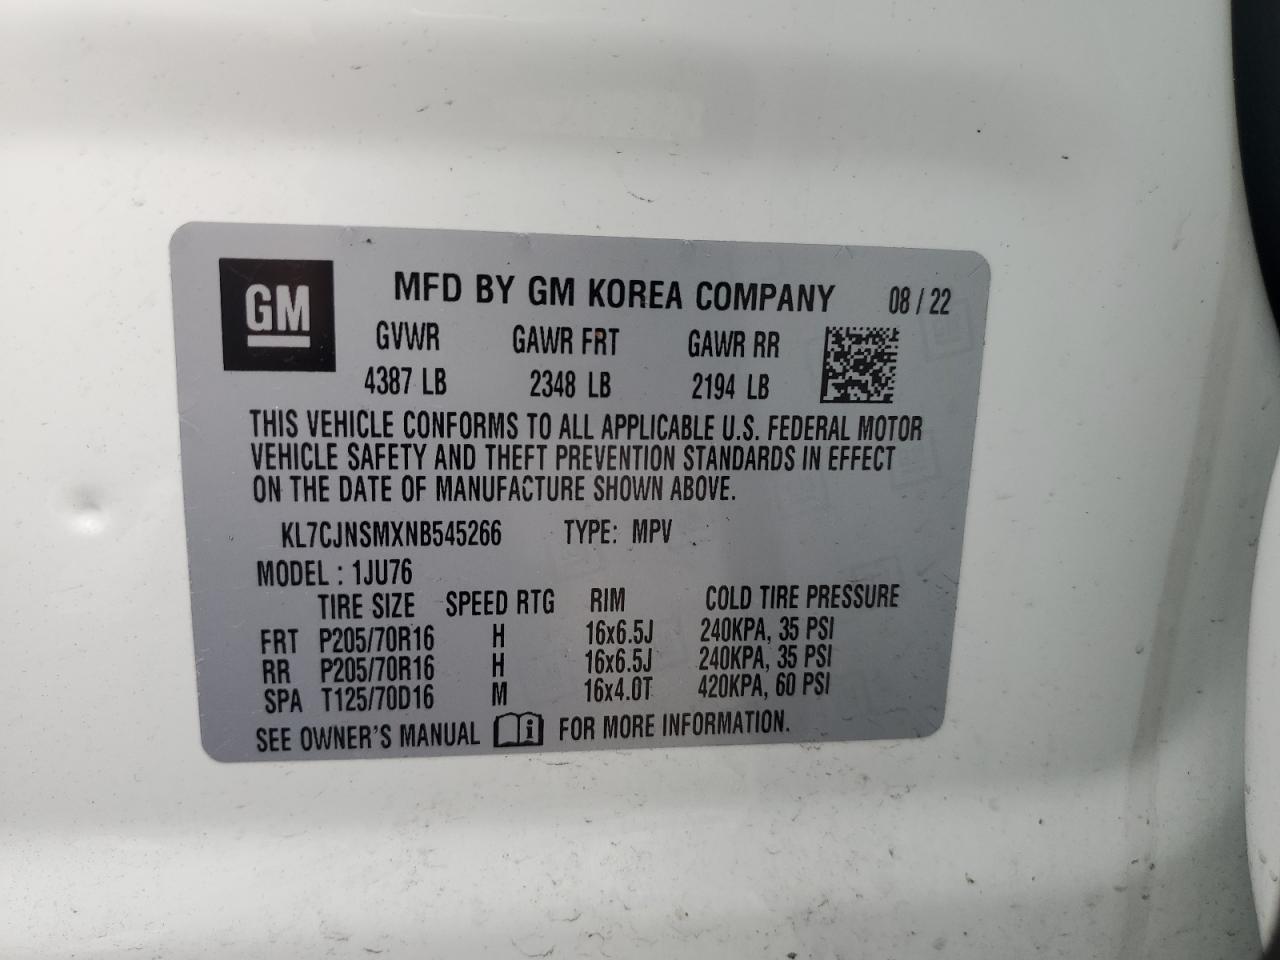 GM
MFD BY GM KOREA COMPANY 08 / 22
GVWR GAWR FRT GAWR RR
4387 LB 2348 LB 2194 LB
THIS VEHICLE CONFORMS TO ALL APPLICABLE U.S. FEDERAL MOTOR
VEHICLE SAFETY AND THEFT PREVENTION STANDARDS IN EFFECT
ON THE DATE OF MANUFACTURE SHOWN ABOVE.
KL7CJNSMXNB545266 TYPE: MPV
MODEL : 1JU76
TIRE SIZE SPEED RTG RIM COLD TIRE PRESSURE
FRT P205/70R16 H 16x6.5J 240KPA, 35 PSI
RR P205/70R16 H 16x6.5J 240KPA, 35 PSI
SPA T125/70D16 M 16x4.0T 420KPA, 60 PSI
SEE OWNER'S MANUAL i FOR MORE INFORMATION.